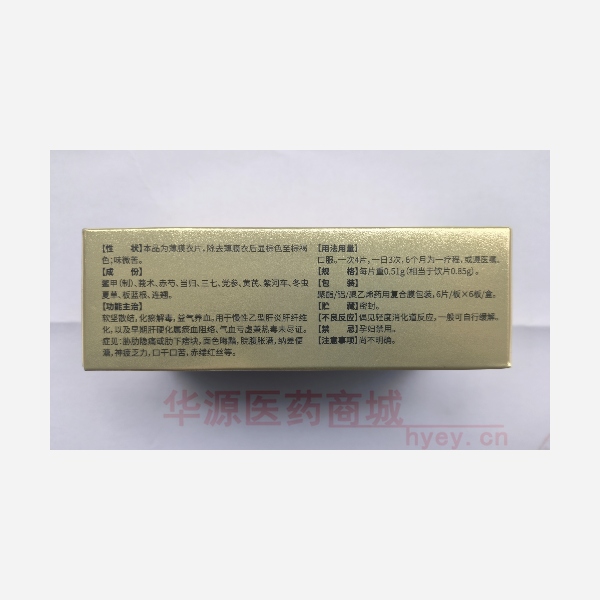 【性 状】本品为薄膜衣片,除去薄膜衣后显棕色至棕褐
色;味微苦。
【成 份】
鳖甲(制)、莪术、赤芍、当归、三七、党参、黄芪、紫河车、冬虫
夏草、板蓝根、连翘。
【功能主治】
软坚散结,化瘀解毒,益气养血。用于慢性乙型肝炎肝纤维
化,以及早期肝硬化属瘀血阻络,气血亏虚兼热毒未尽证。
症见:胁肋隐痛或肋下痞块,面色晦黯,脘腹胀满,纳差便
溏,神疲乏力,口干口苦,赤缕红丝等。
【用法用量】
口服。一次4片,一日3次,6个月为一疗程,或遵医嘱。
【规 格】每片重0.51g(相当于饮片0.85g)。
【包 装】
聚酯/铝/聚乙烯药用复合膜包装,6片/板×6板/盒。
【贮 藏】密封。
【不良反应】偶见轻度消化道反应,一般可自行缓解。
【禁 忌】孕妇禁用。
【注意事项】尚不明确。
华源医药商城
hyey.cn